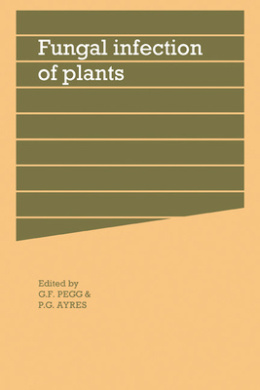 Fungal infection
of plants
Edited by
G.F. PEGG &
P.G. AYRES